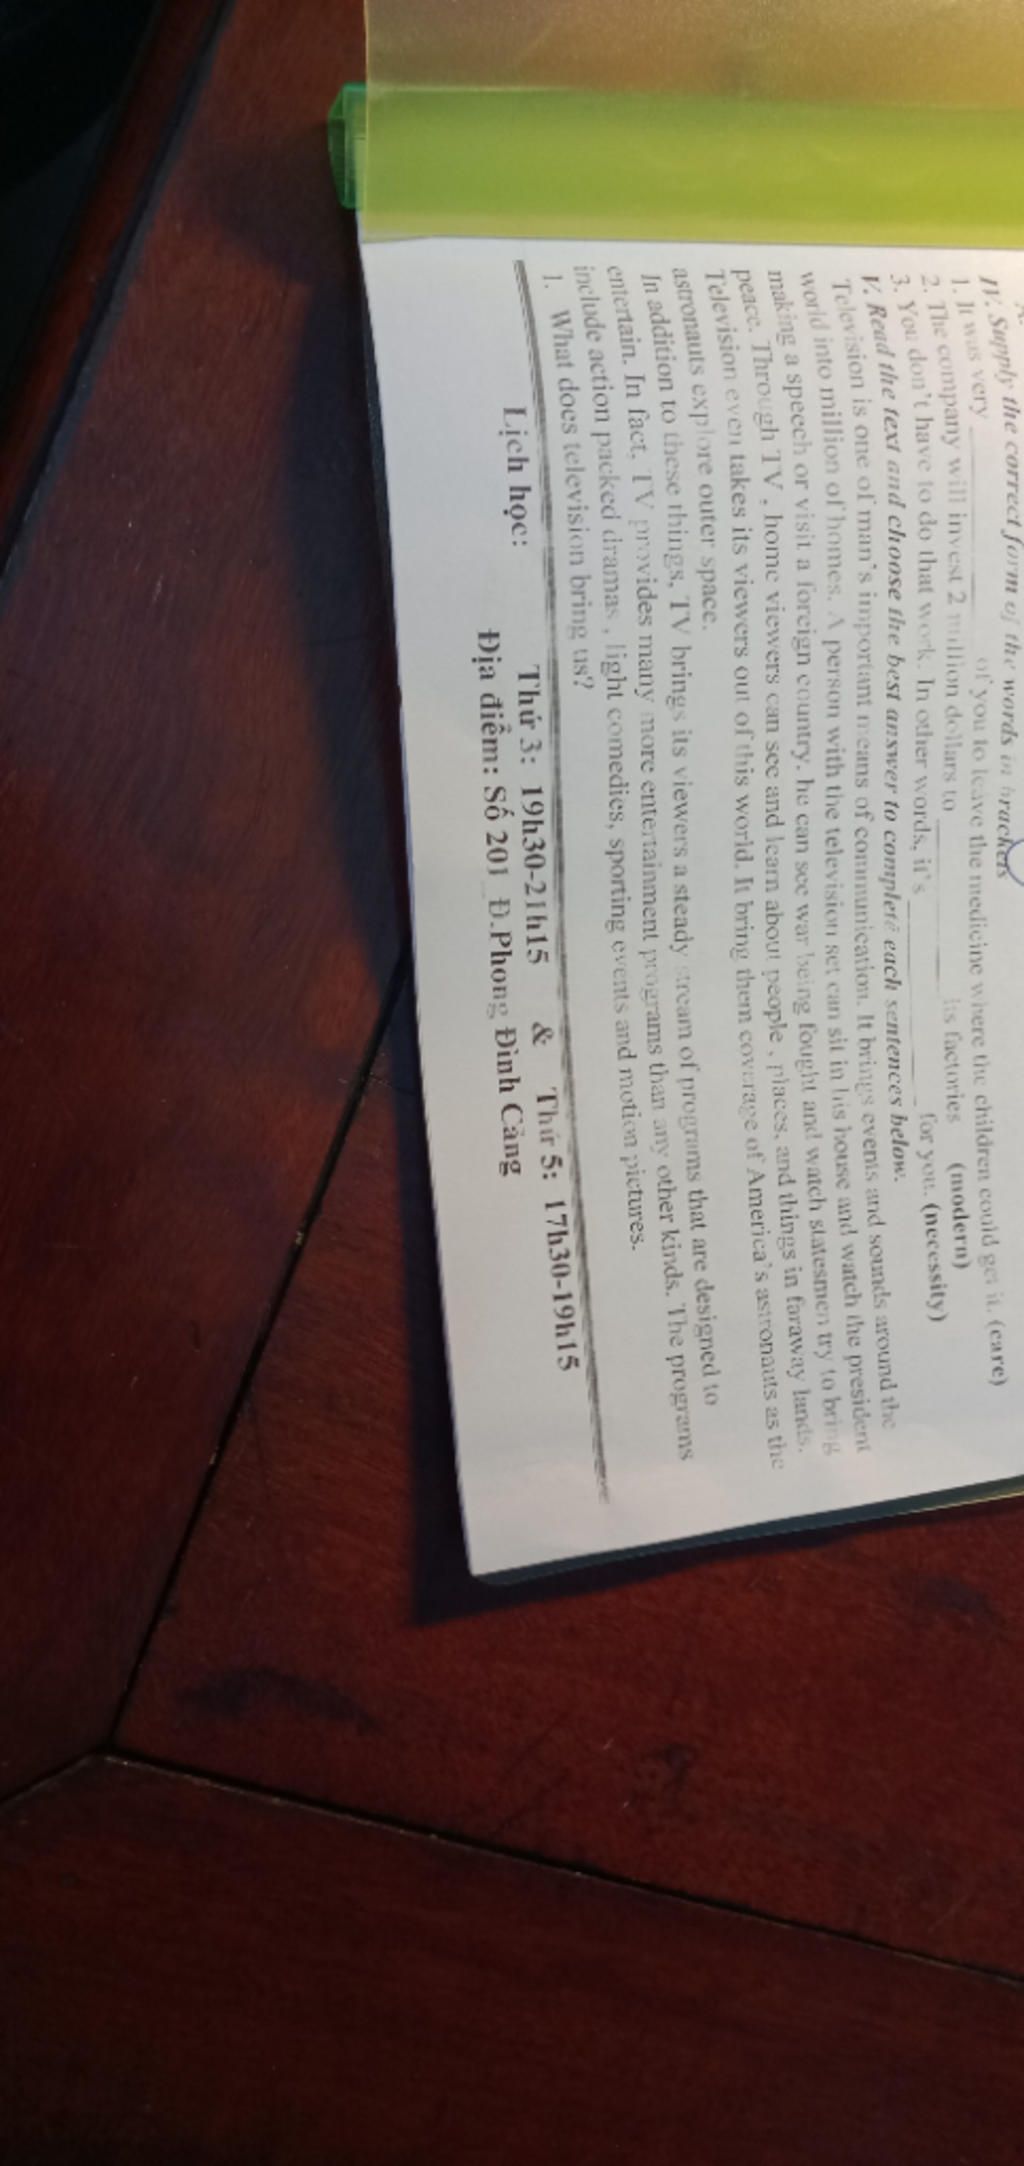 IV. Supply the correct form of the words in brackets
1. It was very ____________ of you to leave the medicine where the children could get it. (care)
2. The company will invest 2 million dollars to ____________ its factories (modern)
3. You don't have to do that work. In other words, it's ____________ for you. (necessity)
V. Read the text and choose the best answer to complete each sentences below.
Television is one of man's important means of communication. It brings events and sounds around the
world into million of homes. A person with the television set can sit in his house and watch the president
making a speech or visit a foreign country. he can see war being fought and watch statesmen try to bring
peace. Through TV , home viewers can see and learn about people , places, and things in faraway lands.
Television even takes its viewers out of this world. It bring them coverage of America's astronauts as the
astronauts explore outer space.
In addition to these things, TV brings its viewers a steady stream of programs that are designed to
entertain. In fact, TV provides many more entertainment programs than any other kinds. The programs
include action packed dramas , light comedies, sporting events and motion pictures.
1. What does television bring us?
Lịch học: Thứ 3: 19h30-21h15 & Thứ 5: 17h30-19h15
Địa điểm: Số 201 Đ.Phong Đình Cảng